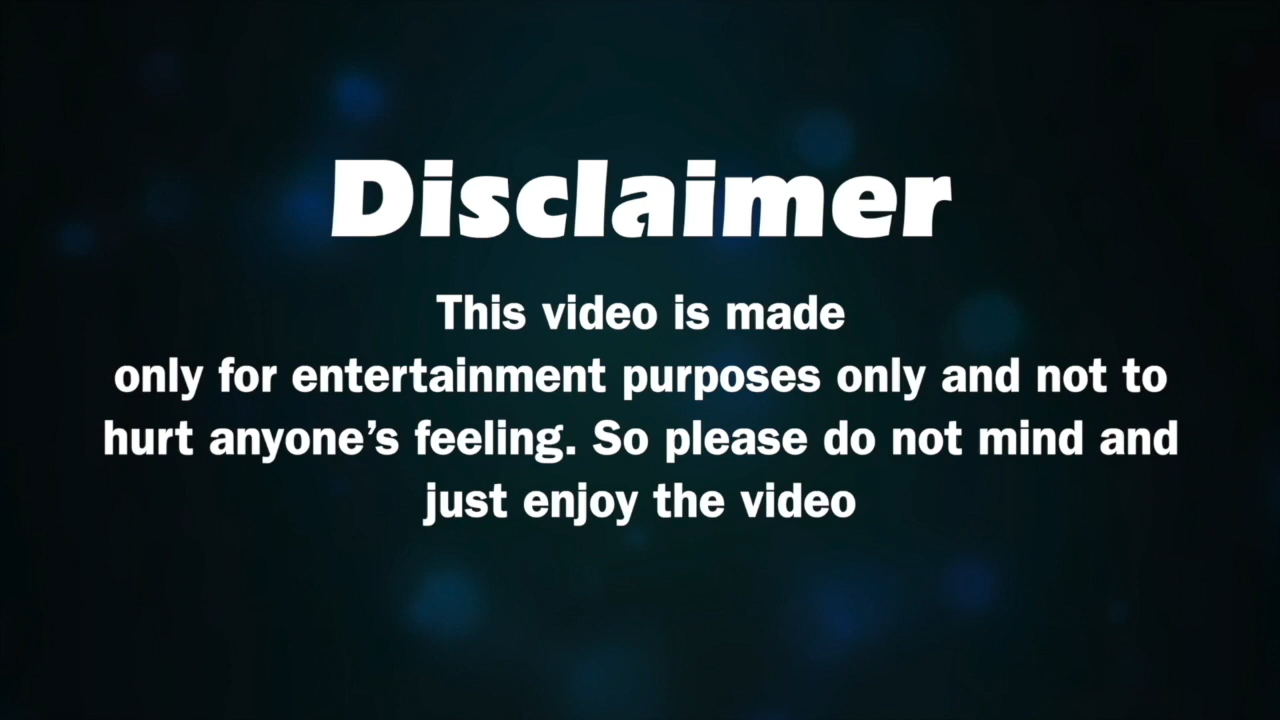 Disclaimer
This video is made
only for entertainment purposes only and not to
hurt anyone’s feeling. So please do not mind and
just enjoy the video